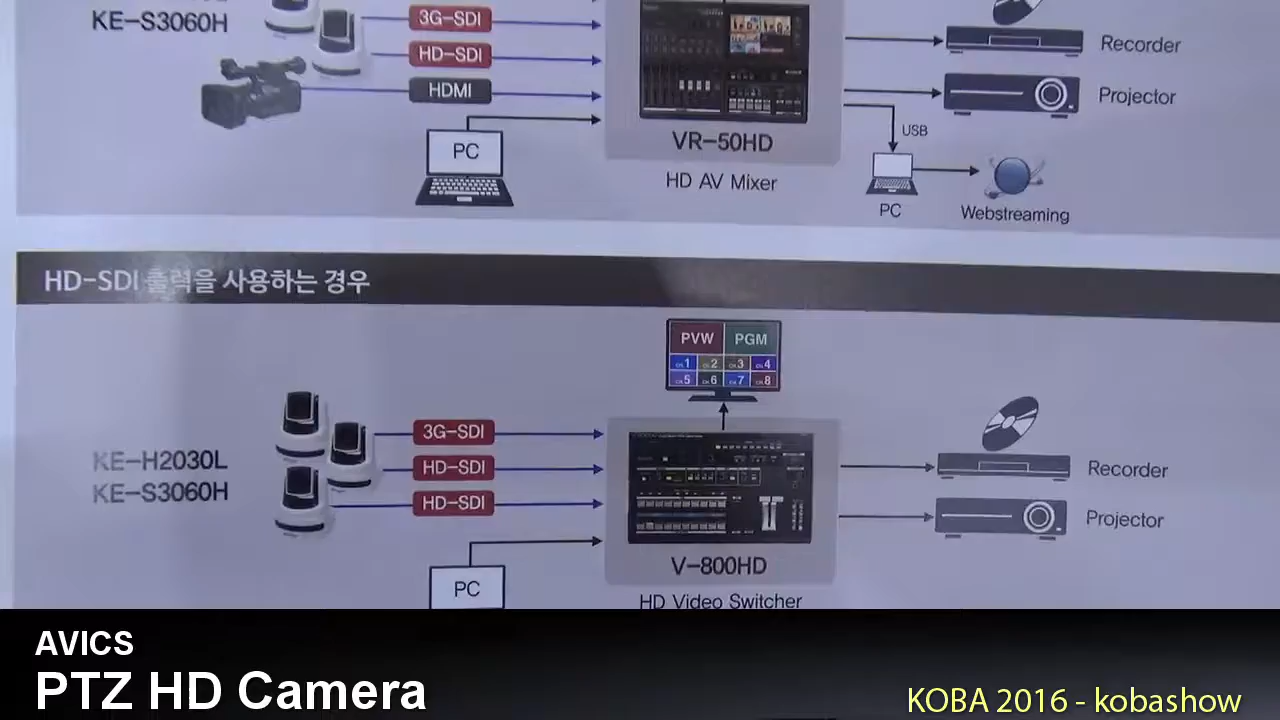 KE-S3060H
3G-SDI
HD-SDI
HDMI
PC
VR-50HD
HD AV Mixer
Recorder
Projector
USB
PC
Webstreaming
HD-SDI 출력을 사용하는 경우
PVW PGM
CH.1 CH.2 CH.3 CH.4
CH.5 CH.6 CH.7 CH.8
KE-H2030L
KE-S3060H
3G-SDI
HD-SDI
HD-SDI
PC
V-800HD
HD Video Switcher
Recorder
Projector
AVICS
PTZ HD Camera
KOBA 2016 - kobashow